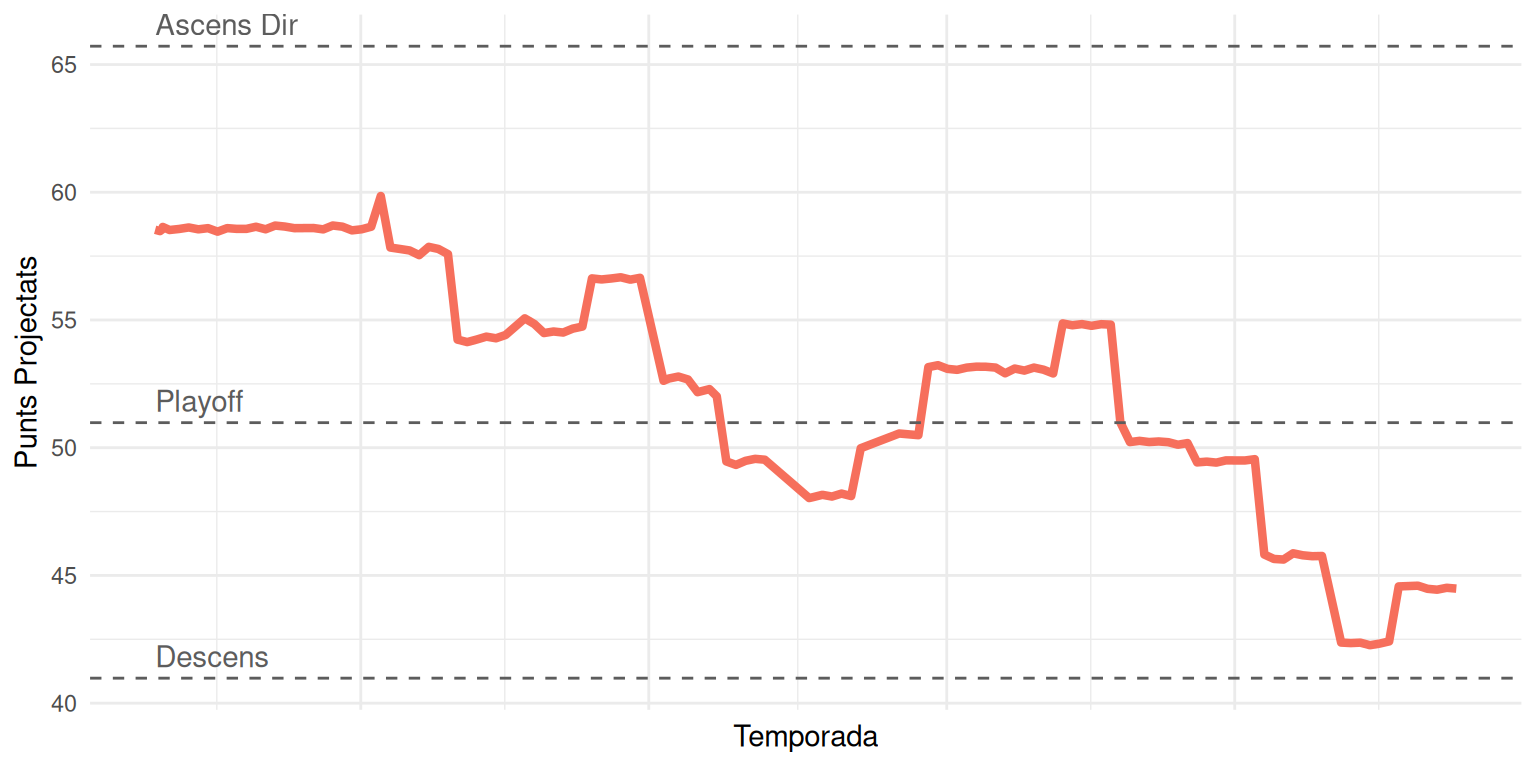 Ascens Dir
65
60
55
Playoff
50
45
Descens
40
Punts Projectats
Temporada